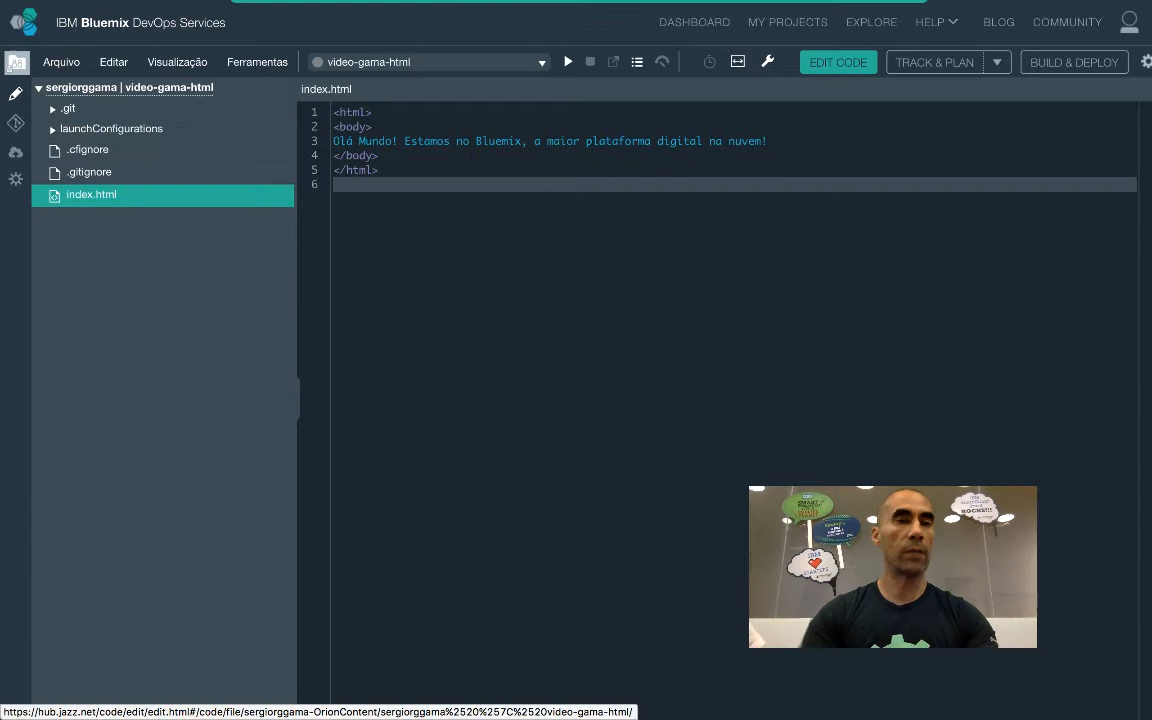 IBM Bluemix DevOps Services
DASHBOARD
MY PROJECTS
EXPLORE
HELP
BLOG
COMMUNITY
Arquivo
Editar
Visualização
Ferramentas
video-gama-html
EDIT CODE
TRACK & PLAN
BUILD & DEPLOY
sergiorggama | video-gama-html
.git
launchConfigurations
.cfignore
.gitignore
index.html
index.html
1 <html>
2 <body>
3 Olá Mundo! Estamos no Bluemix, a maior plataforma digital na nuvem!
4 </body>
5 </html>
6
ROCKS!!!
IBM
STARTUPS
https://hub.jazz.net/code/edit/edit.html#/code/file/sergiorggama-OrionContent/sergiorggama%2520%257C%2520video-gama-html/